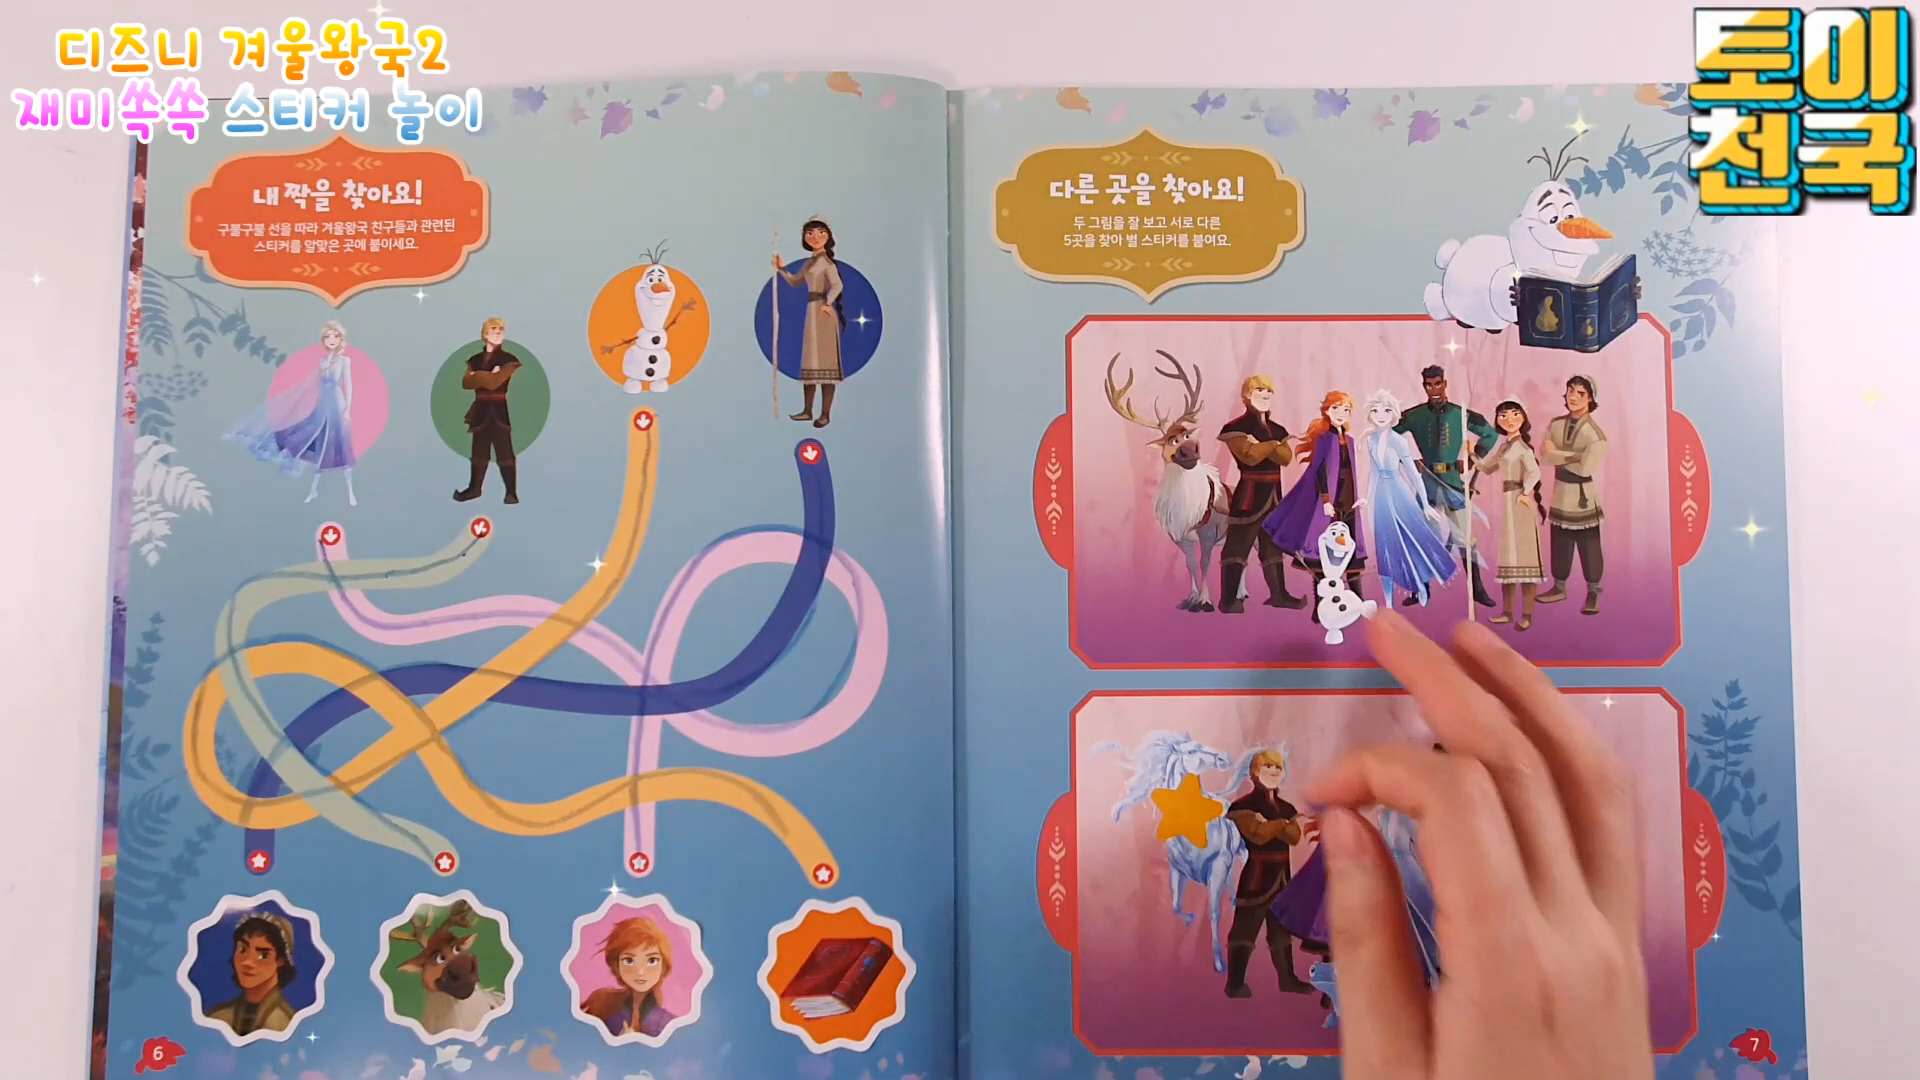 디즈니 겨울왕국2
재미쏙쏙 스티커 놀이
토이
천국
내 짝을 찾아요!
구불구불 선을 따라 겨울왕국 친구들과 관련된
스티커를 알맞은 곳에 붙이세요.
다른 곳을 찾아요!
두 그림을 잘 보고 서로 다른
5곳을 찾아 별 스티커를 붙여요.
6
7